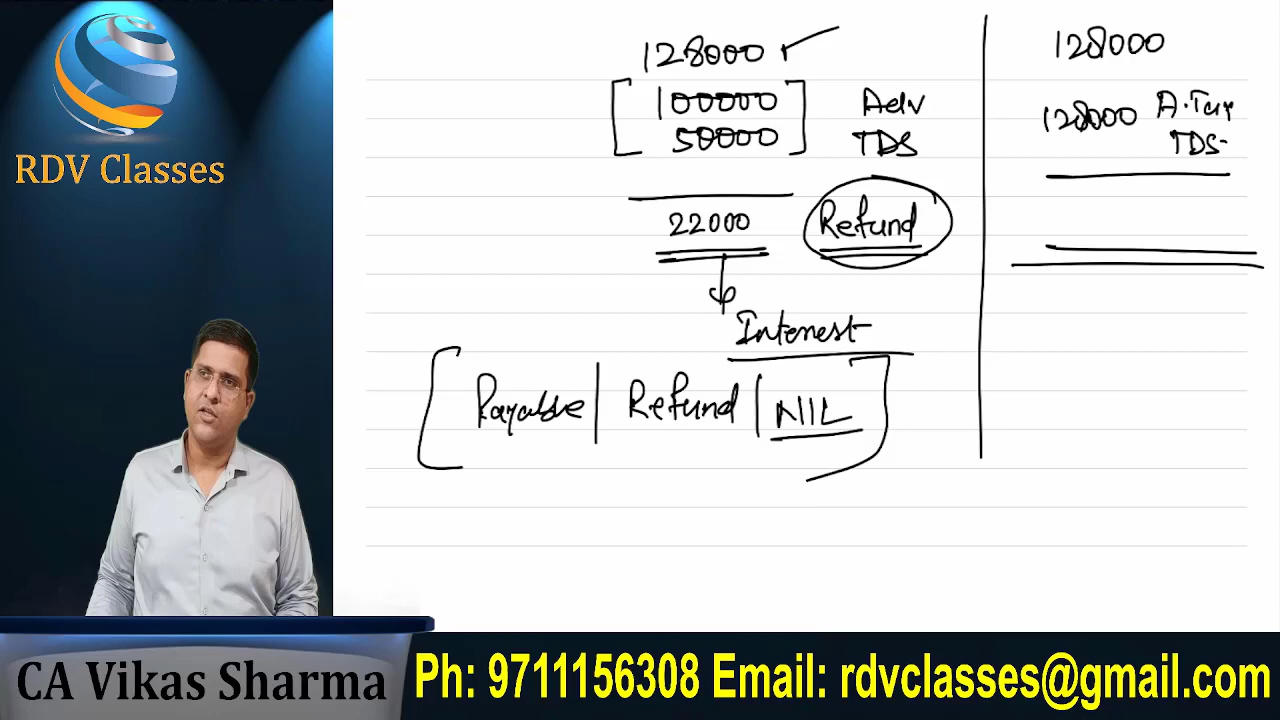 RDV Classes
128000
100000 Adv
50000 TDS
22000 Refund
Interest
Payable | Refund | NIL
128000
128000 A.Tax
TDS
CA Vikas Sharma
Ph: 9711156308 Email: rdvclasses@gmail.com